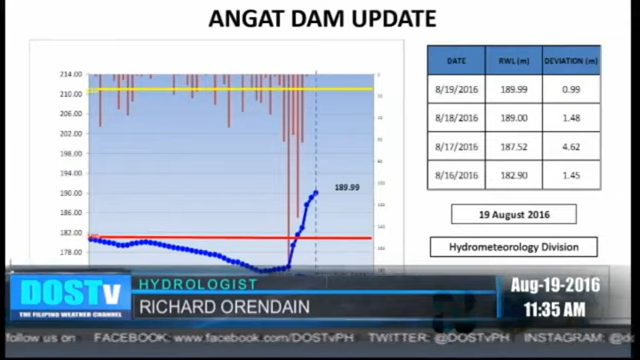 ANGAT DAM UPDATE
214.00
210.00
206.00
202.00
198.00
194.00
190.00
186.00
182.00
178.00
189.99
DATE RWL (m) DEVIATION (m)
8/19/2016 189.99 0.99
8/18/2016 189.00 1.48
8/17/2016 187.52 4.62
8/16/2016 182.90 1.45
19 August 2016
Hydrometeorology Division
DOSTv
THE FILIPINO WEATHER CHANNEL
HYDROLOGIST
RICHARD ORENDAIN
Aug-19-2016
11:35 AM
follow us on FACEBOOK: www.facebook.com/DOSTvPH TWITTER: @DOSTvPH INSTAGRAM: @do